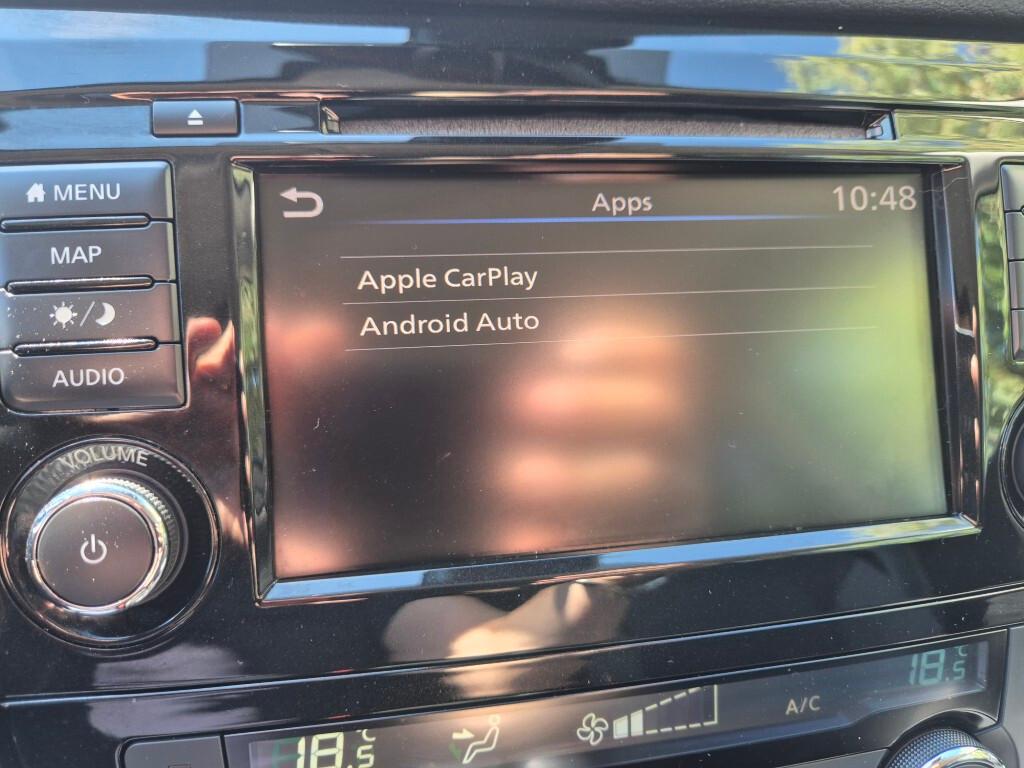 MENU
MAP
AUDIO
VOLUME
Apps
10:48
Apple CarPlay
Android Auto
18.5
A/C
18.5°C